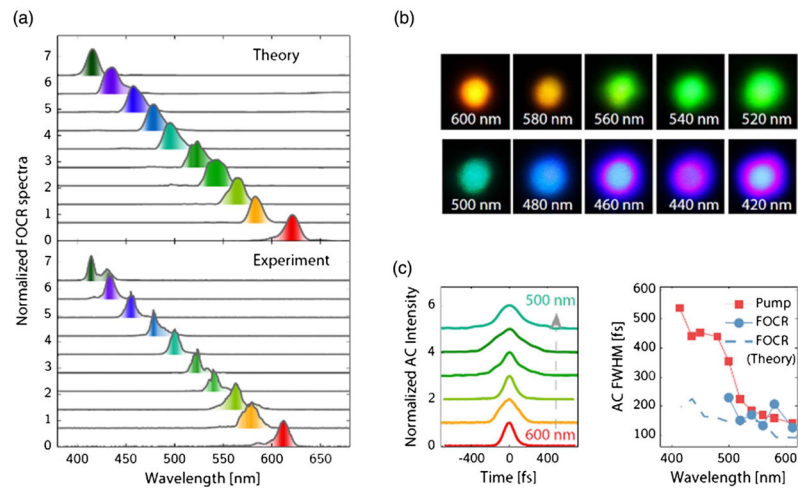 (a)
Normalized FOCR spectra
Theory
7
6
5
4
3
2
1
0
Experiment
7
6
5
4
3
2
1
0
400 450 500 550 600 650
Wavelength [nm]
(b)
600 nm 580 nm 560 nm 540 nm 520 nm
500 nm 480 nm 460 nm 440 nm 420 nm
(c)
Normalized AC Intensity
6
4
2
0
500 nm
600 nm
-400 0 400
Time [fs]
AC FWHM [fs]
600
500
400
300
200
100
Pump
FOCR
FOCR
(Theory)
400 500 600
Wavelength [nm]